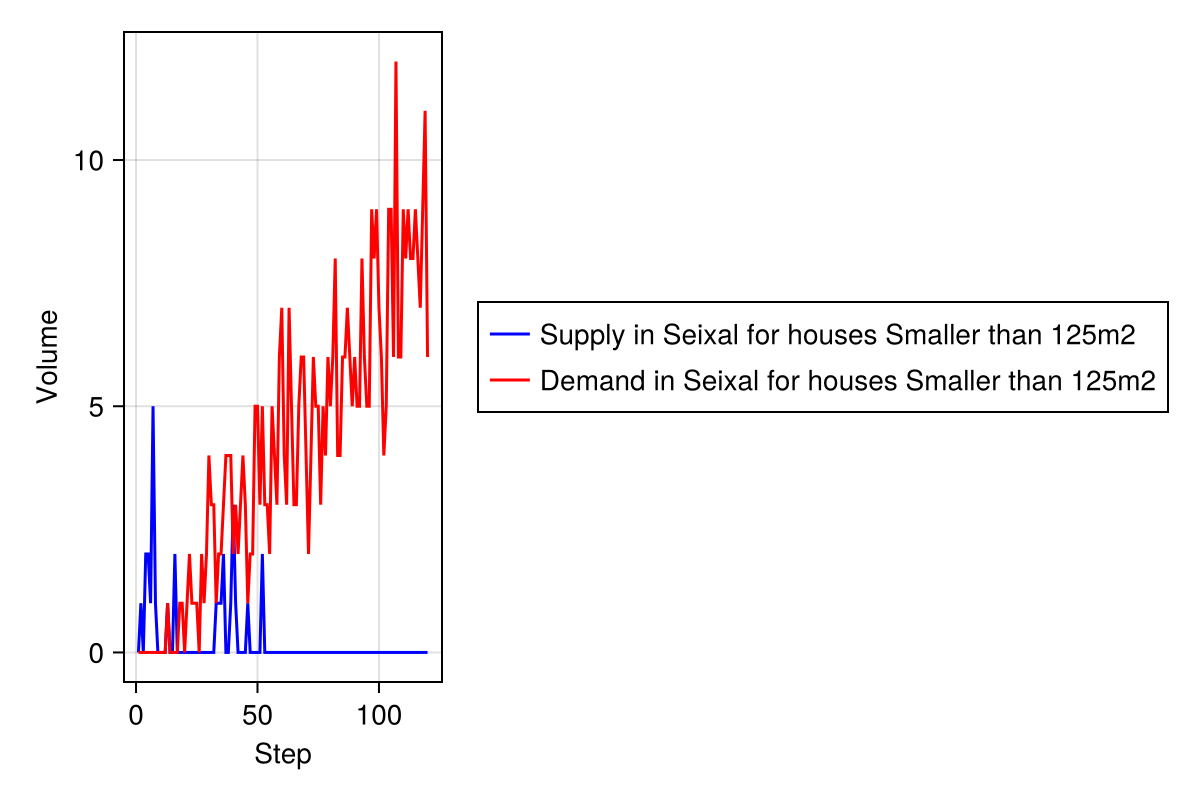 Volume
10
5
0
0 50 100
Step
Supply in Seixal for houses Smaller than 125m2
Demand in Seixal for houses Smaller than 125m2